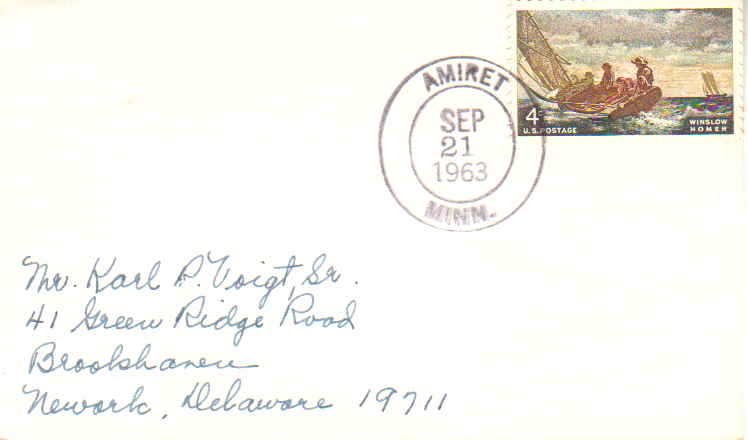 AMIRET
SEP
21
1963
MINN.
4¢
U.S. POSTAGE
WINSLOW
HOMER
Mr. Karl P. Voigt, Sr.
41 Green Ridge Road
Brookhaven
Newark, Delaware 19711